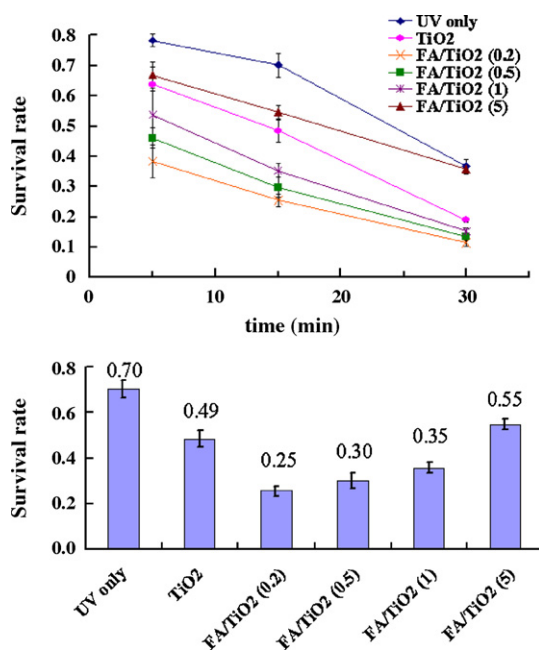 UV only
TiO2
FA/TiO2 (0.2)
FA/TiO2 (0.5)
FA/TiO2 (1)
FA/TiO2 (5)
Survival rate
0.8
0.7
0.6
0.5
0.4
0.3
0.2
0.1
0
0
10
20
30
time (min)
Survival rate
0.8
0.6
0.4
0.2
0.0
0.70
0.49
0.25
0.30
0.35
0.55
UV only
TiO2
FA/TiO2 (0.2)
FA/TiO2 (0.5)
FA/TiO2 (1)
FA/TiO2 (5)